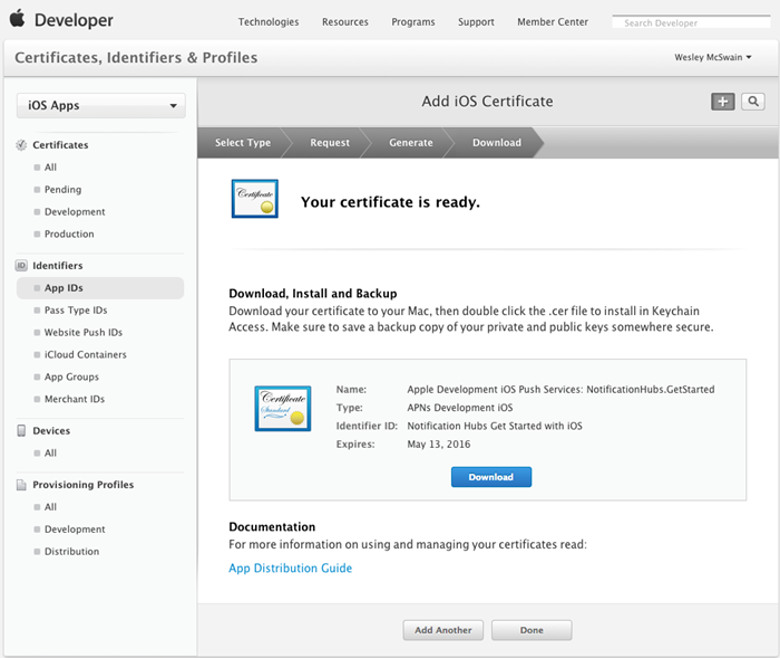 Developer
Technologies Resources Programs Support Member Center Search Developer
Certificates, Identifiers & Profiles Wesley McSwain
iOS Apps
Certificates
All
Pending
Development
Production
ID Identifiers
App IDs
Pass Type IDs
Website Push IDs
iCloud Containers
App Groups
Merchant IDs
Devices
All
Provisioning Profiles
All
Development
Distribution
Add iOS Certificate
Select Type Request Generate Download
Certificate
Your certificate is ready.
Download, Install and Backup
Download your certificate to your Mac, then double click the .cer file to install in Keychain
Access. Make sure to save a backup copy of your private and public keys somewhere secure.
Certificate
Standard
Name: Apple Development iOS Push Services: NotificationHubs.GetStarted
Type: APNs Development iOS
Identifier ID: Notification Hubs Get Started with iOS
Expires: May 13, 2016
Download
Documentation
For more information on using and managing your certificates read:
App Distribution Guide
Add Another Done